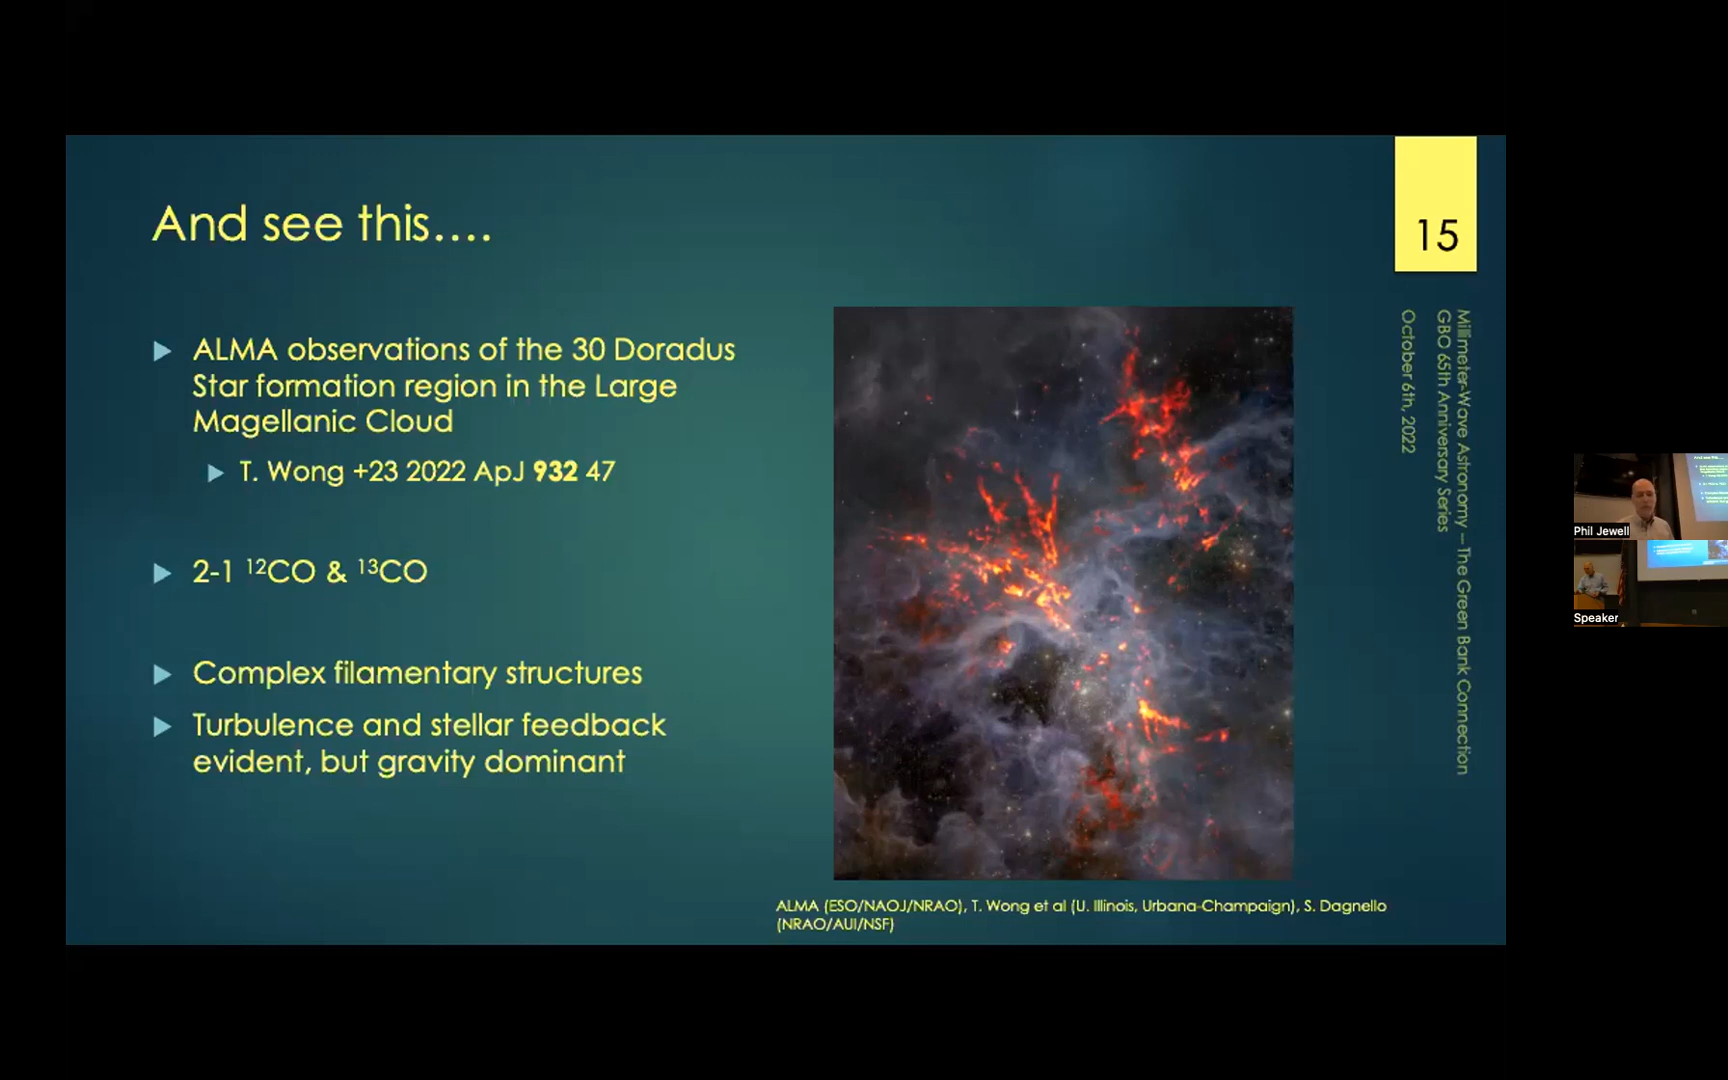 And see this....
15
ALMA observations of the 30 Doradus
Star formation region in the Large
Magellanic Cloud
T. Wong +23 2022 ApJ 932 47
2-1 ¹²CO & ¹³CO
Complex filamentary structures
Turbulence and stellar feedback
evident, but gravity dominant
ALMA (ESO/NAOJ/NRAO), T. Wong et al (U. Illinois, Urbana-Champaign), S. Dagnello
(NRAO/AUI/NSF)
Millimeter-Wave Astronomy – The Green Bank Connection
GBO 65th Anniversary Series
October 6th, 2022
Phil Jewell
Speaker